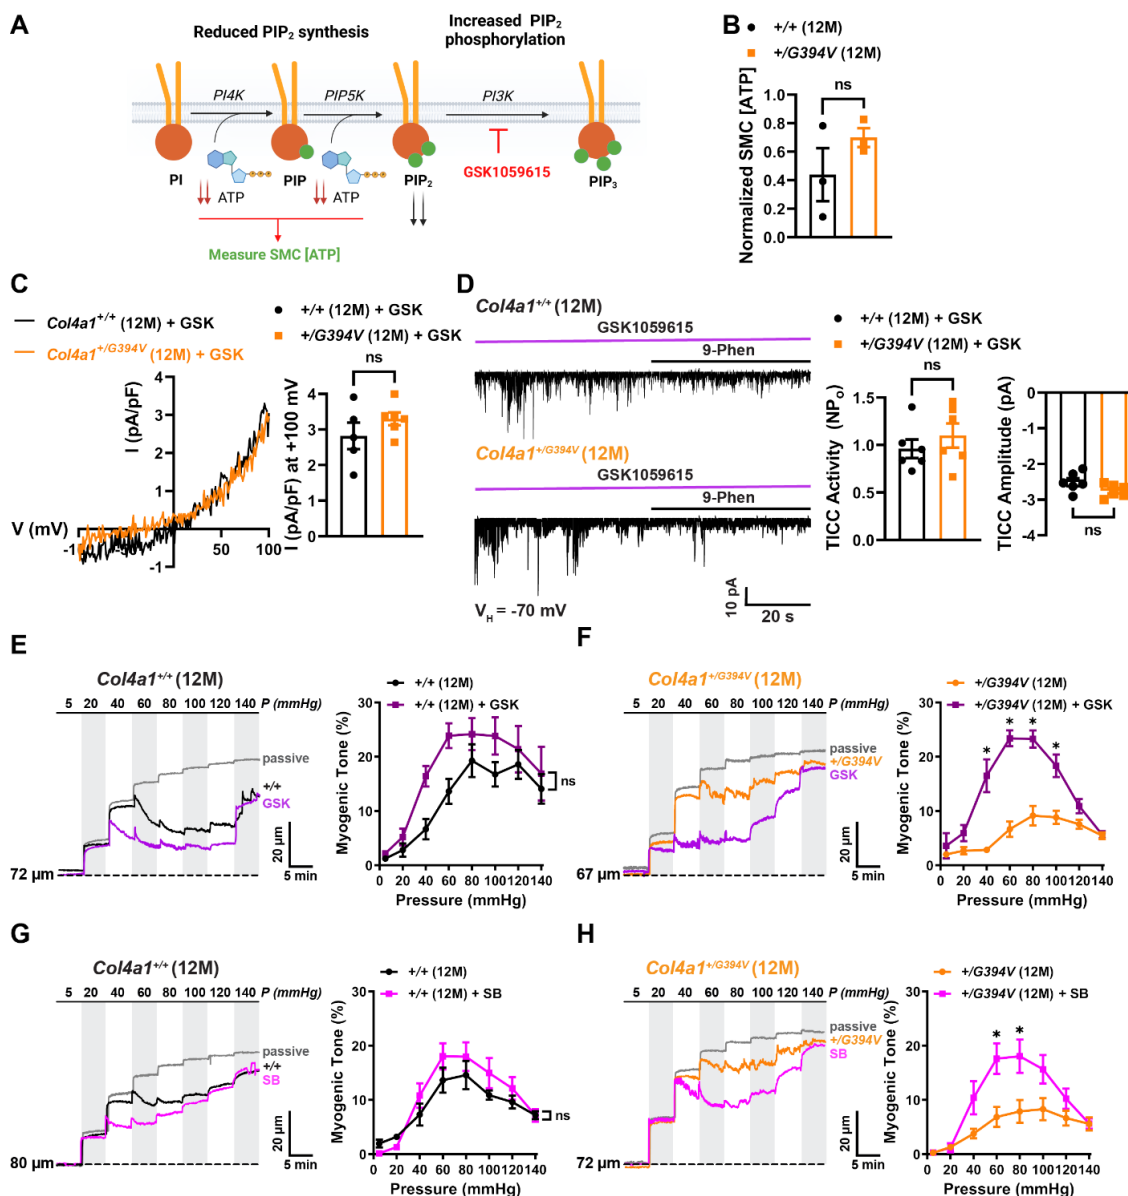 A
Reduced PIP₂ synthesis
Increased PIP₂
phosphorylation
PI4K
PIP5K
PI3K
PI
PIP
PIP₂
PIP₃
GSK1059615
ATP
ATP
Measure SMC [ATP]
B
+/+ (12M)
+/G394V (12M)
ns
Normalized SMC [ATP]
1.0
0.8
0.6
0.4
0.2
0.0
C
Col4a1+/+ (12M) + GSK
Col4a1+/G394V (12M) + GSK
I (pA/pF)
4
3
2
1
-1
V (mV)
-1
50
100
+/+ (12M) + GSK
+/G394V (12M) + GSK
ns
I (pA/pF) at +100 mV
4
3
2
1
0
D
Col4a1+/+ (12M)
GSK1059615
9-Phen
Col4a1+/G394V (12M)
GSK1059615
9-Phen
V_H = -70 mV
10 pA
20 s
+/+ (12M) + GSK
+/G394V (12M) + GSK
ns
TICC Activity (NPₒ)
1.5
1.0
0.5
0.0
TICC Amplitude (pA)
0
-1
-2
-3
-4
ns
E
Col4a1+/+ (12M)
5 20 40 60 80 100 120 140 P (mmHg)
passive
+/+
GSK
20 µm
5 min
72 µm
+/+ (12M)
+/+ (12M) + GSK
Myogenic Tone (%)
30
20
10
0
ns
0 20 40 60 80 100 120 140
Pressure (mmHg)
F
Col4a1+/G394V (12M)
5 20 40 60 80 100 120 140 P (mmHg)
passive
+/G394V
GSK
20 µm
5 min
67 µm
+/G394V (12M)
+/G394V (12M) + GSK
Myogenic Tone (%)
30
20
10
0
* * * *
0 20 40 60 80 100 120 140
Pressure (mmHg)
G
Col4a1+/+ (12M)
5 20 40 60 80 100 120 140 P (mmHg)
passive
+/+
SB
20 µm
5 min
80 µm
+/+ (12M)
+/+ (12M) + SB
Myogenic Tone (%)
30
20
10
0
ns
0 20 40 60 80 100 120 140
Pressure (mmHg)
H
Col4a1+/G394V (12M)
5 20 40 60 80 100 120 140 P (mmHg)
passive
+/G394V
SB
20 µm
5 min
72 µm
+/G394V (12M)
+/G394V (12M) + SB
Myogenic Tone (%)
30
20
10
0
* *
0 20 40 60 80 100 120 140
Pressure (mmHg)